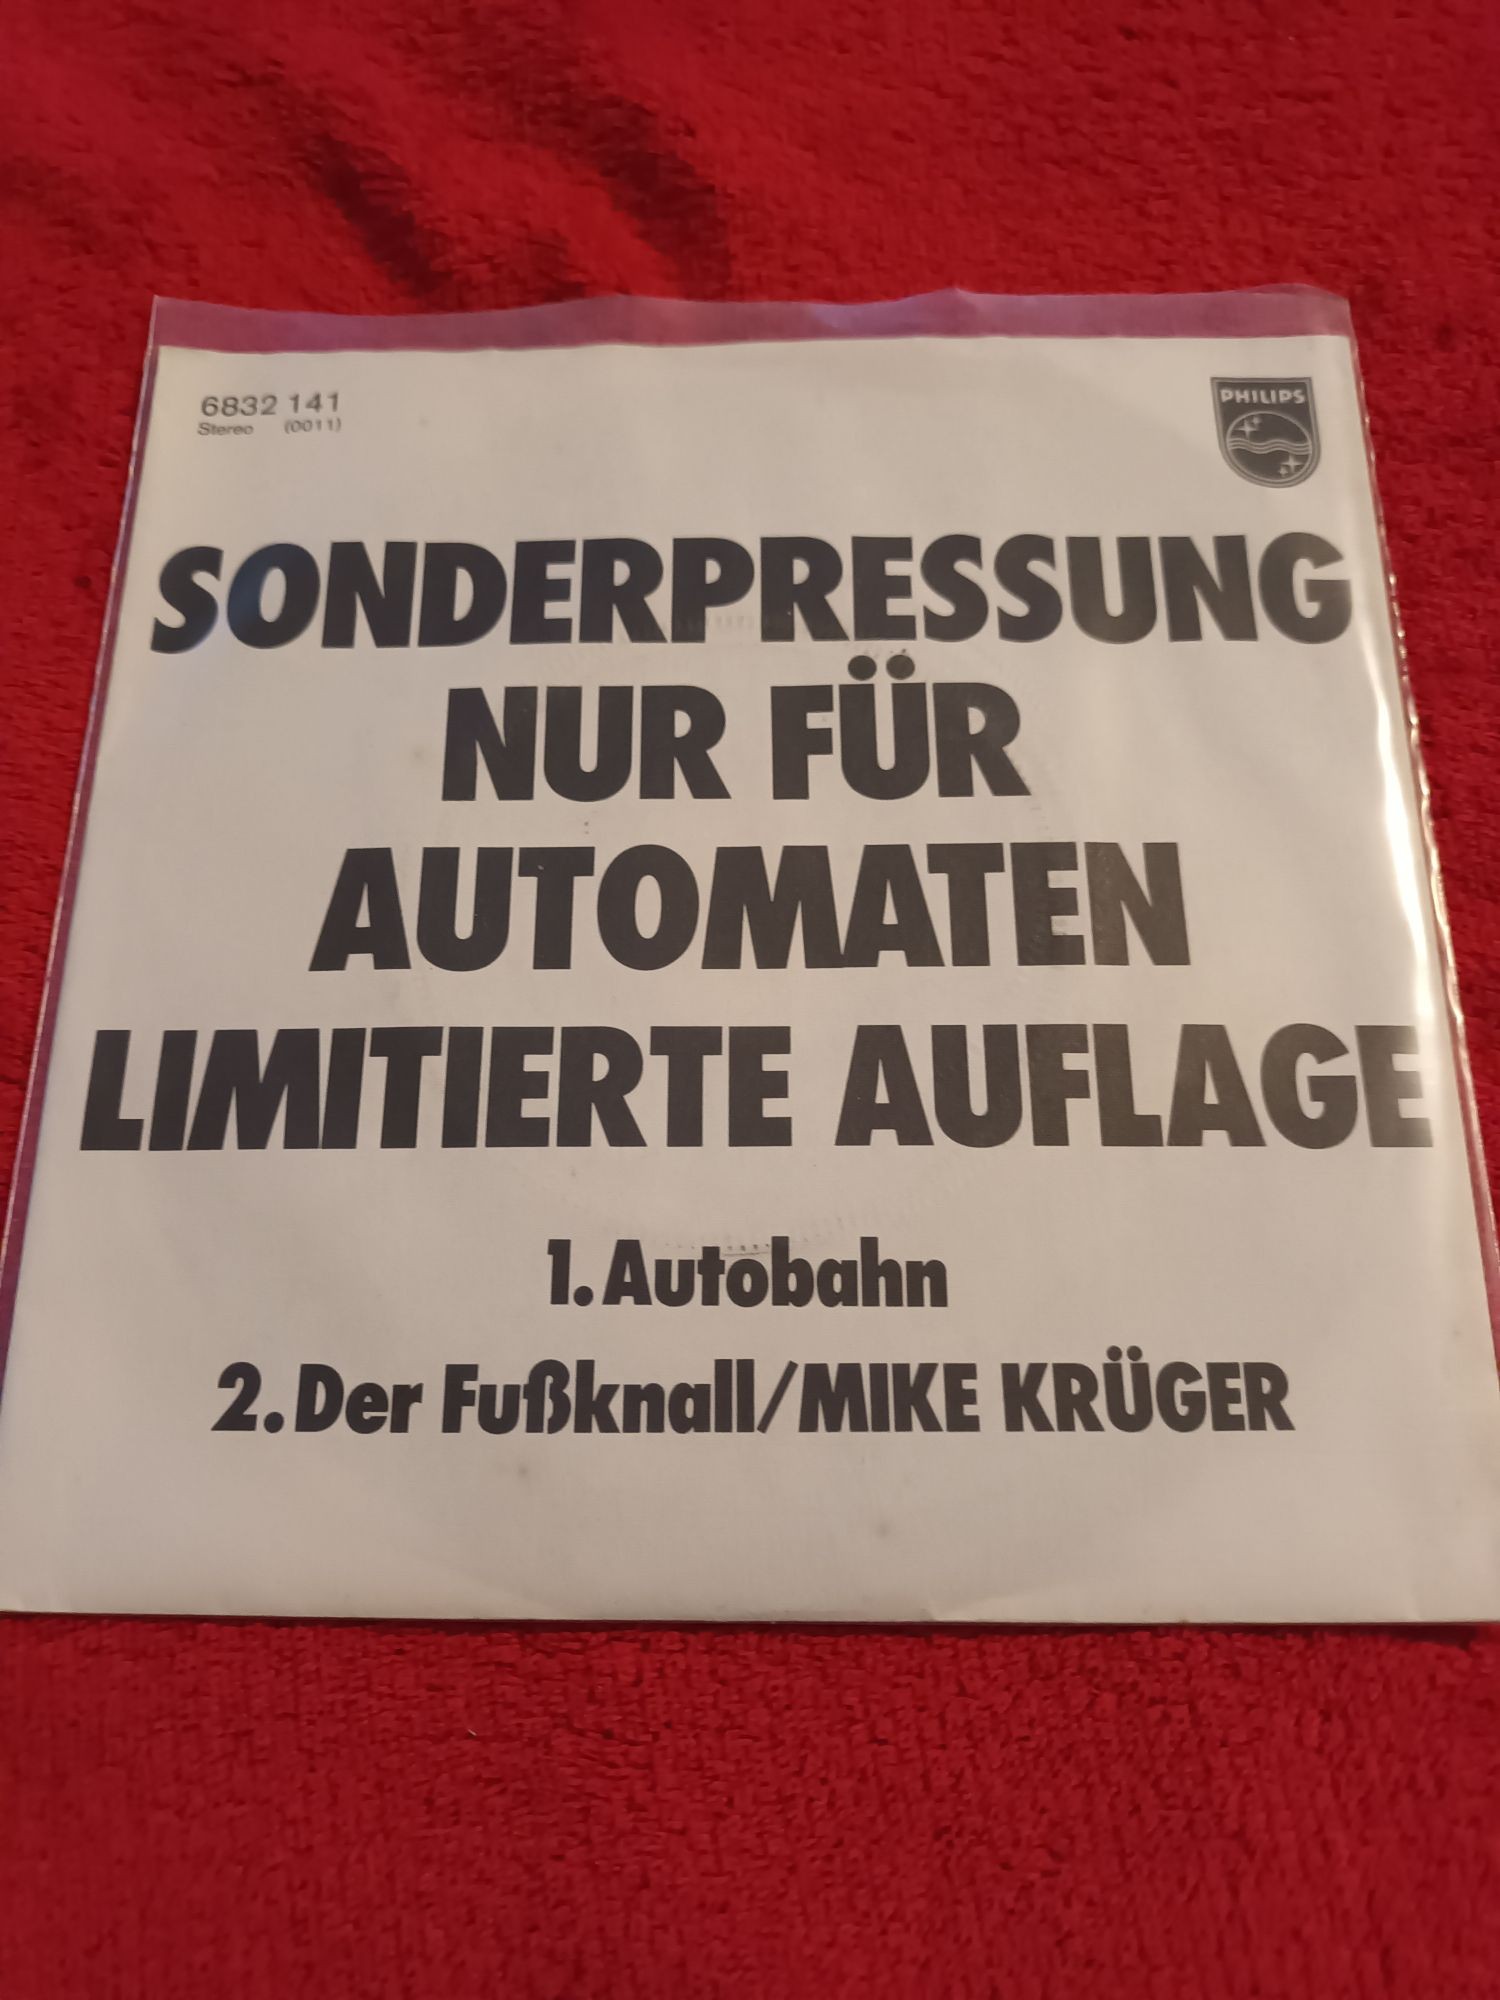 6832 141
Stereo (0011)
PHILIPS
SONDERPRESSUNG
NUR FÜR
AUTOMATEN
LIMITIERTE AUFLAGE
1. Autobahn
2. Der Fußknall/MIKE KRÜGER